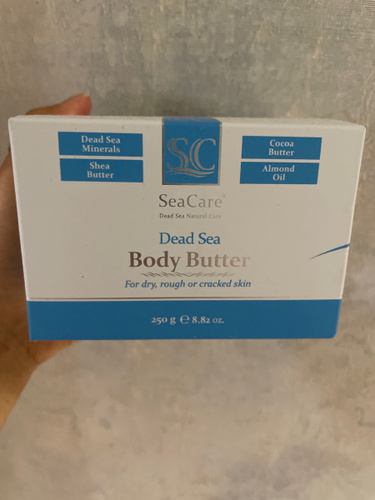 Dead Sea
Minerals
Shea
Butter
SC
Cocoa
Butter
Almond
Oil
SeaCare
Dead Sea Natural Care
Dead Sea
Body Butter
For dry, rough or cracked skin
250 g ℮ 8.82 oz.